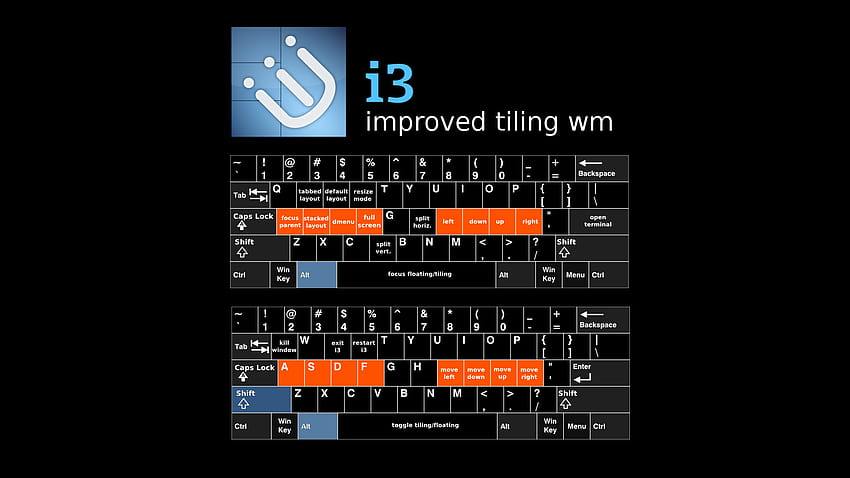 i3
improved tiling wm
~ ! @ # $ % ^ & * ( ) _ +
` 1 2 3 4 5 6 7 8 9 0 - = Backspace
Tab Q tabbed layout default layout resize mode T Y U I O P { [ } ] | \
Caps Lock focus parent stacked layout dmenu full screen G split horiz. left down up right " ' open terminal
Shift Z X C split vert. B N M < , > . ? / Shift
Ctrl Win Key Alt focus floating/tiling Alt Win Key Menu Ctrl
~ ! @ # $ % ^ & * ( ) _ +
` 1 2 3 4 5 6 7 8 9 0 - = Backspace
Tab kill window W exit i3 restart i3 T Y U I O P { [ } ] | \
Caps Lock A S D F G H move left move down move up move right " ' Enter
Shift Z X C V B N M < , > . ? / Shift
Ctrl Win Key Alt toggle tiling/floating Alt Win Key Menu Ctrl